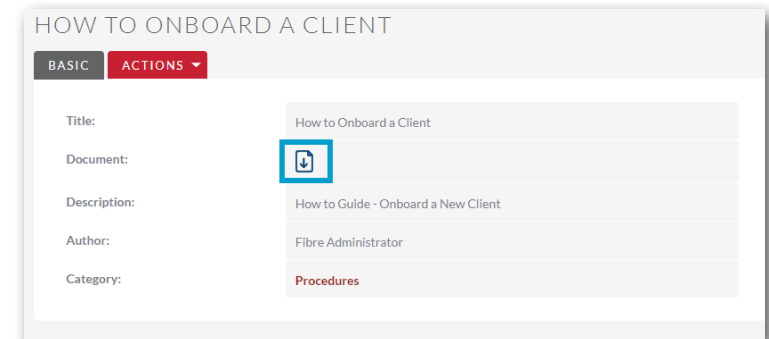 HOW TO ONBOARD A CLIENT
BASIC ACTIONS
Title: How to Onboard a Client
Document:
Description: How to Guide - Onboard a New Client
Author: Fibre Administrator
Category: Procedures